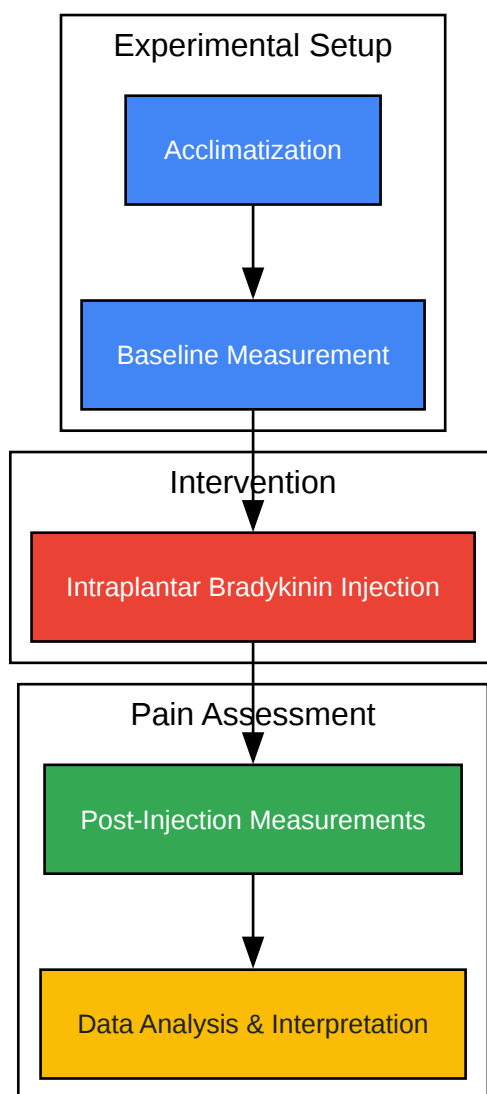 Experimental Setup
Acclimatization
Baseline Measurement
Intervention
Intraplantar Bradykinin Injection
Pain Assessment
Post-Injection Measurements
Data Analysis & Interpretation